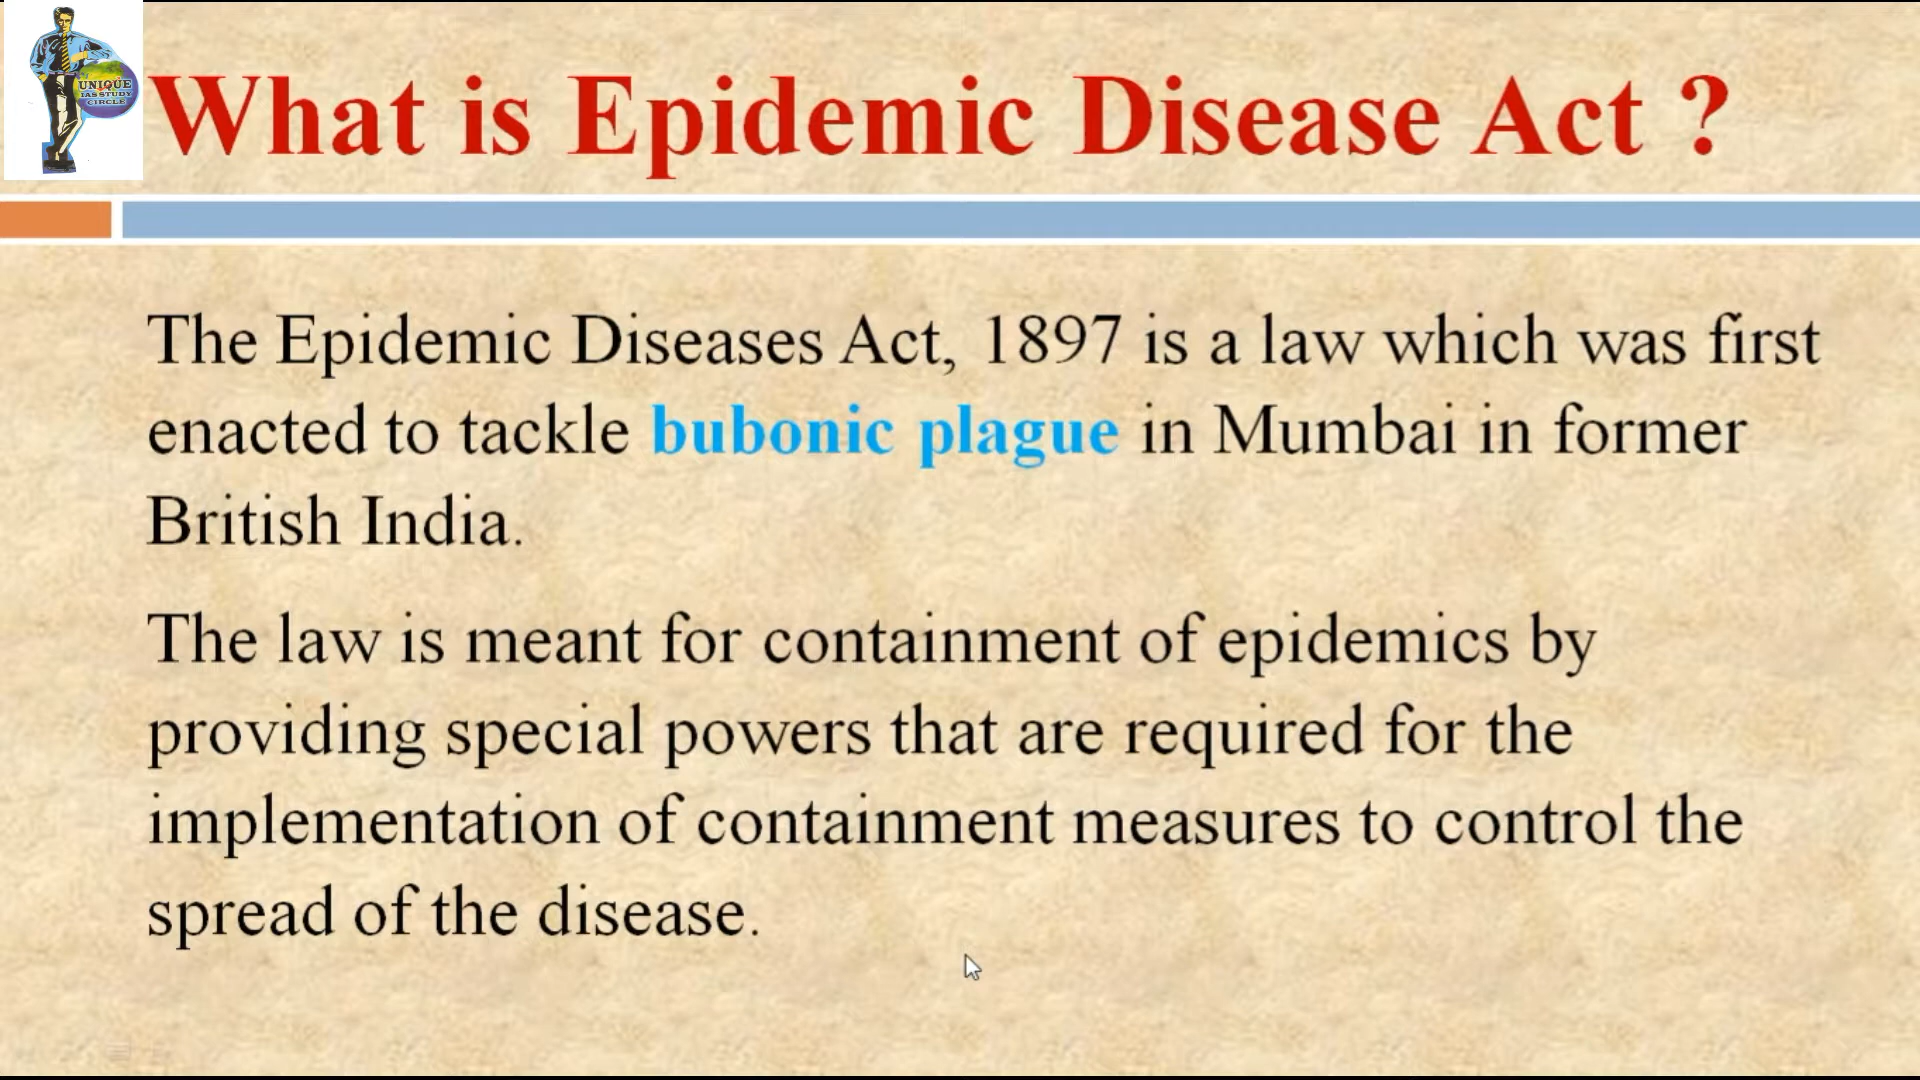 UNIQUE
IAS STUDY
CIRCLE
What is Epidemic Disease Act ?
The Epidemic Diseases Act, 1897 is a law which was first
enacted to tackle bubonic plague in Mumbai in former
British India.
The law is meant for containment of epidemics by
providing special powers that are required for the
implementation of containment measures to control the
spread of the disease.